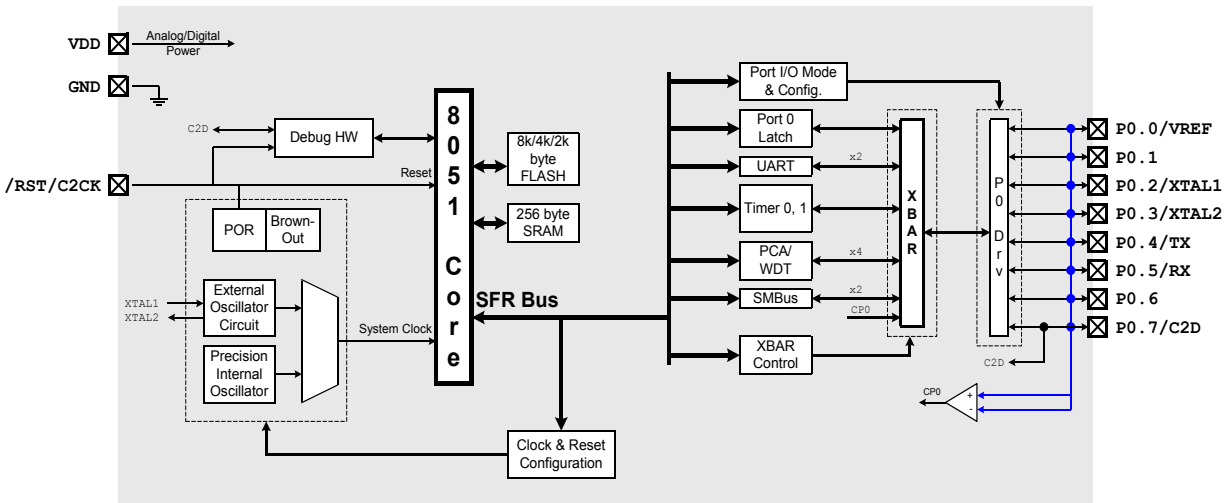 VDD
Analog/Digital
Power
GND
C2D
Debug HW
/RST/C2CK
Reset
POR
Brown-
Out
XTAL1
XTAL2
External
Oscillator
Circuit
Precision
Internal
Oscillator
System Clock
8
0
5
1
C
o
r
e
8k/4k/2k
byte
FLASH
256 byte
SRAM
SFR Bus
Clock & Reset
Configuration
Port I/O Mode
& Config.
Port 0
Latch
UART
x2
Timer 0, 1
PCA/
WDT
x4
SMBus
x2
CP0
XBAR
Control
X
B
A
R
P
0
D
r
v
C2D
CP0
+
-
P0.0/VREF
P0.1
P0.2/XTAL1
P0.3/XTAL2
P0.4/TX
P0.5/RX
P0.6
P0.7/C2D